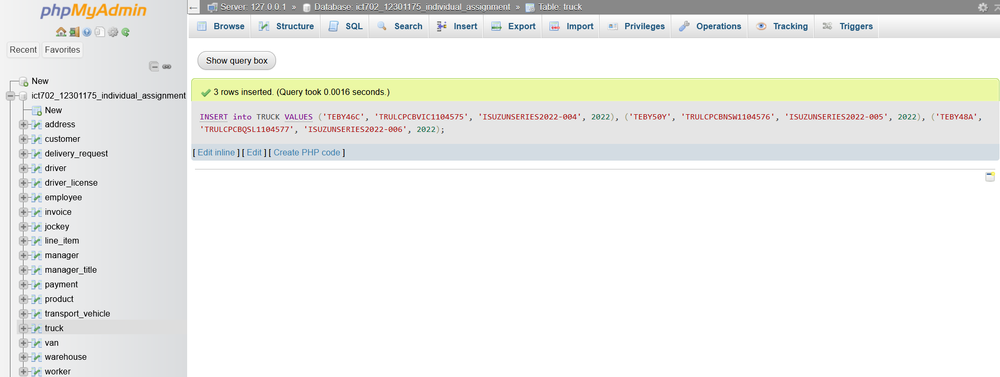 phpMyAdmin
Recent Favorites
New
ict702_12301175_individual_assignment
New
address
customer
delivery_request
driver
driver_license
employee
invoice
jockey
line_item
manager
manager_title
payment
product
transport_vehicle
truck
van
warehouse
worker
Server: 127.0.0.1 » Database: ict702_12301175_individual_assignment » Table: truck
Browse Structure SQL Search Insert Export Import Privileges Operations Tracking Triggers
Show query box
3 rows inserted. (Query took 0.0016 seconds.)
INSERT into TRUCK VALUES ('TEBY46C', 'TRULCPCBVIC1104575', 'ISUZUNSERIES2022-004', 2022), ('TEBY50Y', 'TRULCPCBNSW1104576', 'ISUZUNSERIES2022-005', 2022), ('TEBY48A',
'TRULCPCBQSL1104577', 'ISUZUNSERIES2022-006', 2022);
[ Edit inline ] [ Edit ] [ Create PHP code ]